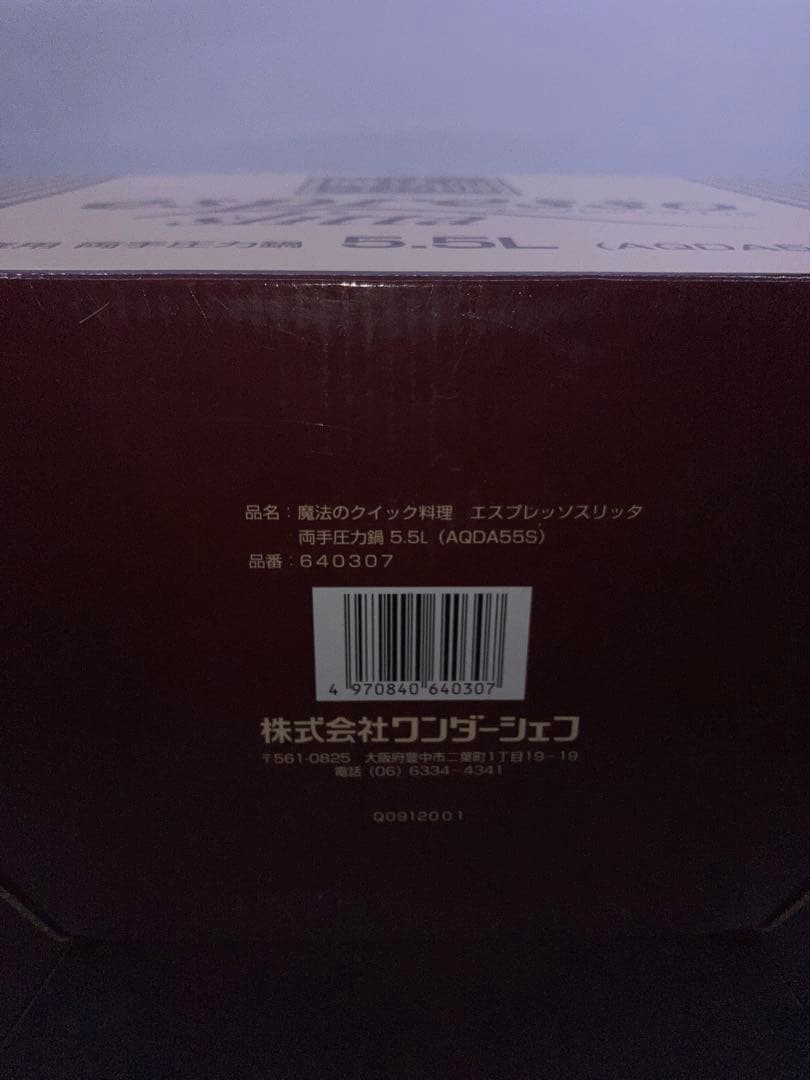 両手圧力鍋 5.5L (AQDA5
品名：魔法のクイック料理　エスプレッソスリッタ
両手圧力鍋 5.5L（AQDA55S）
品番：640307
4 970840 640307
株式会社ワンダーシェフ
〒561-0825　大阪府豊中市二葉町1丁目19-19
電話（06）6334-4341
Q0912001